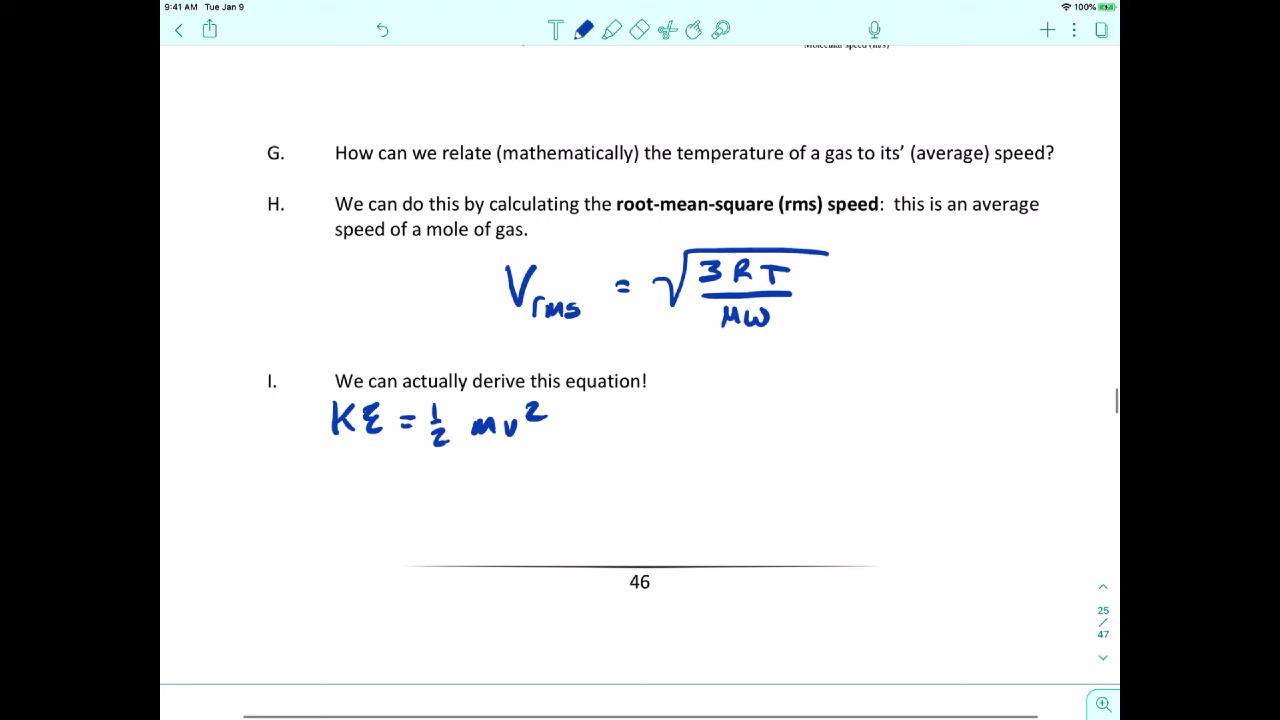 9:41 AM Tue Jan 9
100%
T
Molecular speed (m/s)
G. How can we relate (mathematically) the temperature of a gas to its’ (average) speed?
H. We can do this by calculating the root-mean-square (rms) speed: this is an average
speed of a mole of gas.
Vrms = √(3RT/MW)
I. We can actually derive this equation!
KE = 1/2 mv²
46
25
/
47